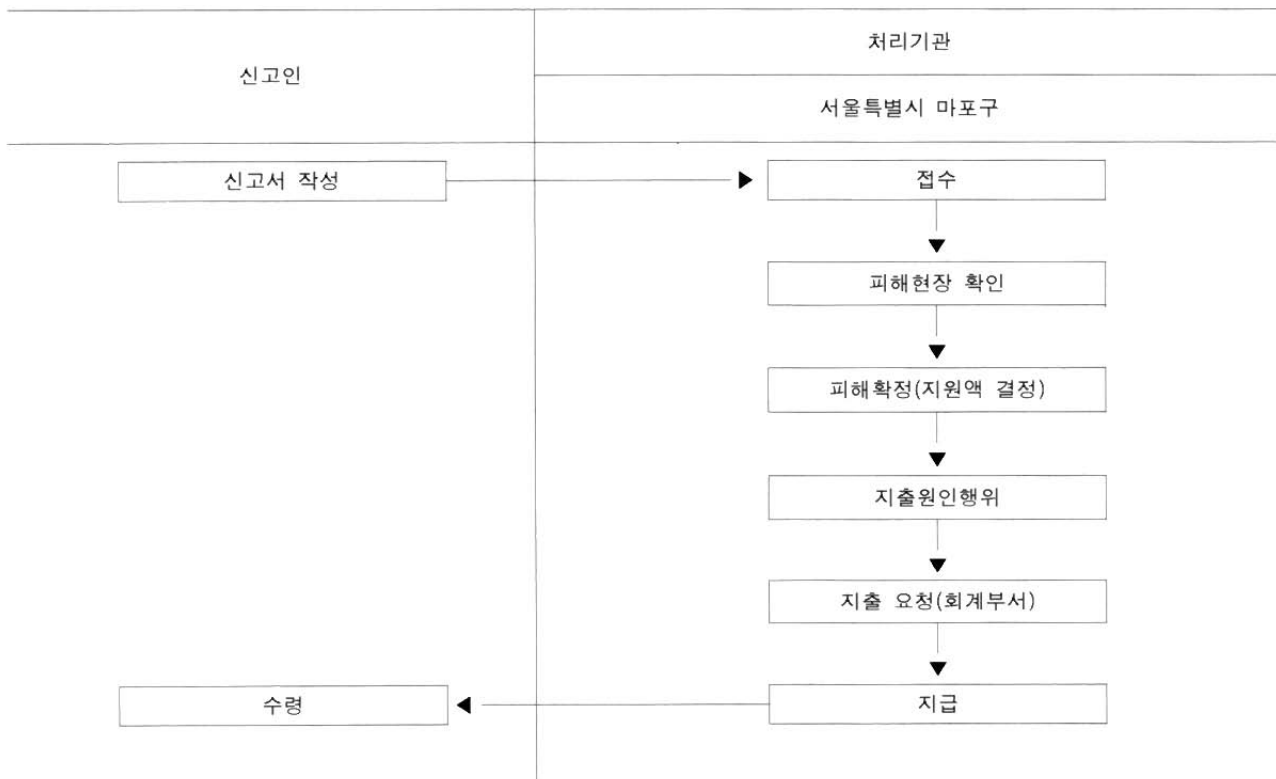 신고인
처리기관
서울특별시 마포구
신고서 작성
접수
피해현장 확인
피해확정(지원액 결정)
지출원인행위
지출 요청(회계부서)
수령
지급